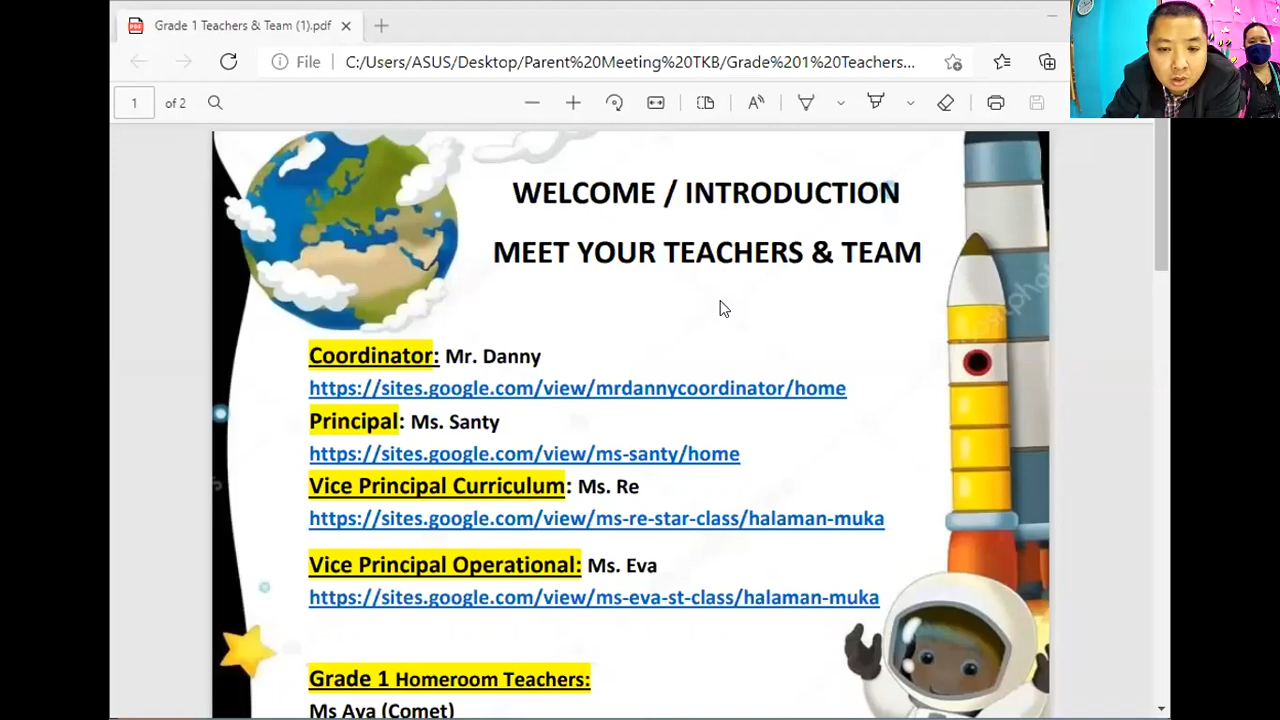 Grade 1 Teachers & Team (1).pdf
File C:/Users/ASUS/Desktop/Parent%20Meeting%20TKB/Grade%201%20Teachers...
1 of 2
WELCOME / INTRODUCTION
MEET YOUR TEACHERS & TEAM
Coordinator: Mr. Danny
https://sites.google.com/view/mrdannycoordinator/home
Principal: Ms. Santy
https://sites.google.com/view/ms-santy/home
Vice Principal Curriculum: Ms. Re
https://sites.google.com/view/ms-re-star-class/halaman-muka
Vice Principal Operational: Ms. Eva
https://sites.google.com/view/ms-eva-st-class/halaman-muka
Grade 1 Homeroom Teachers:
Ms Ava (Comet)